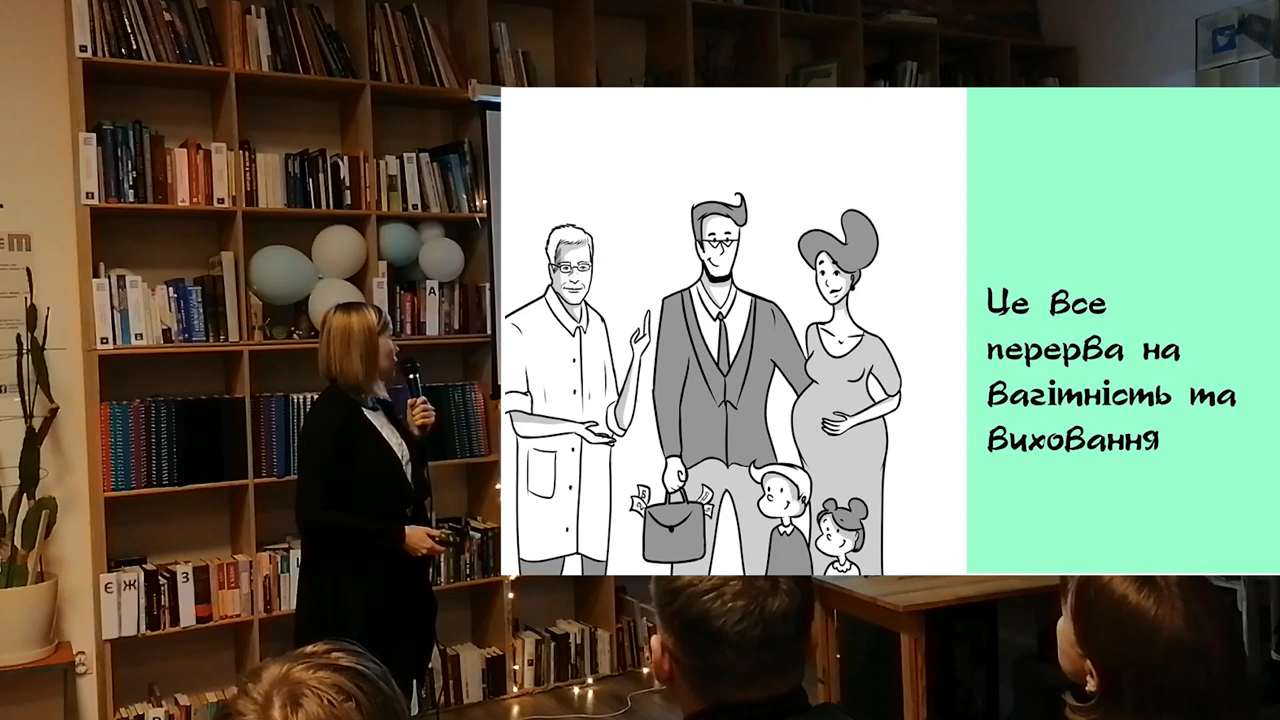 Це все
перерва на
вагітність та
виховання
А
Є
Ж
З